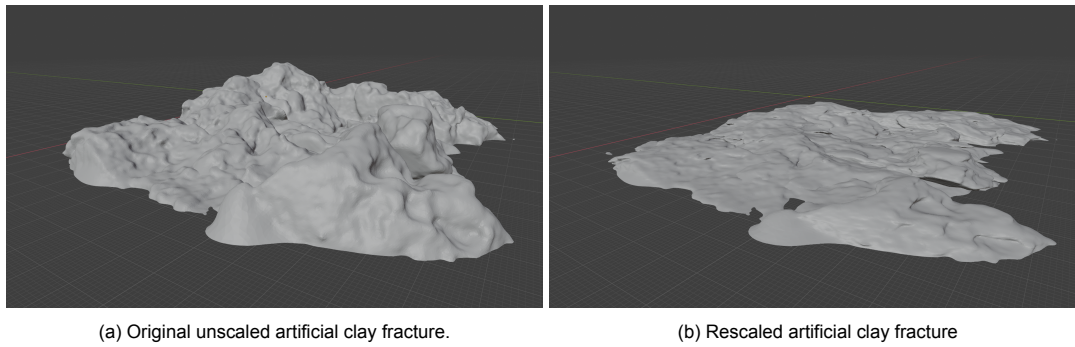 (a) Original unscaled artificial clay fracture.
(b) Rescaled artificial clay fracture